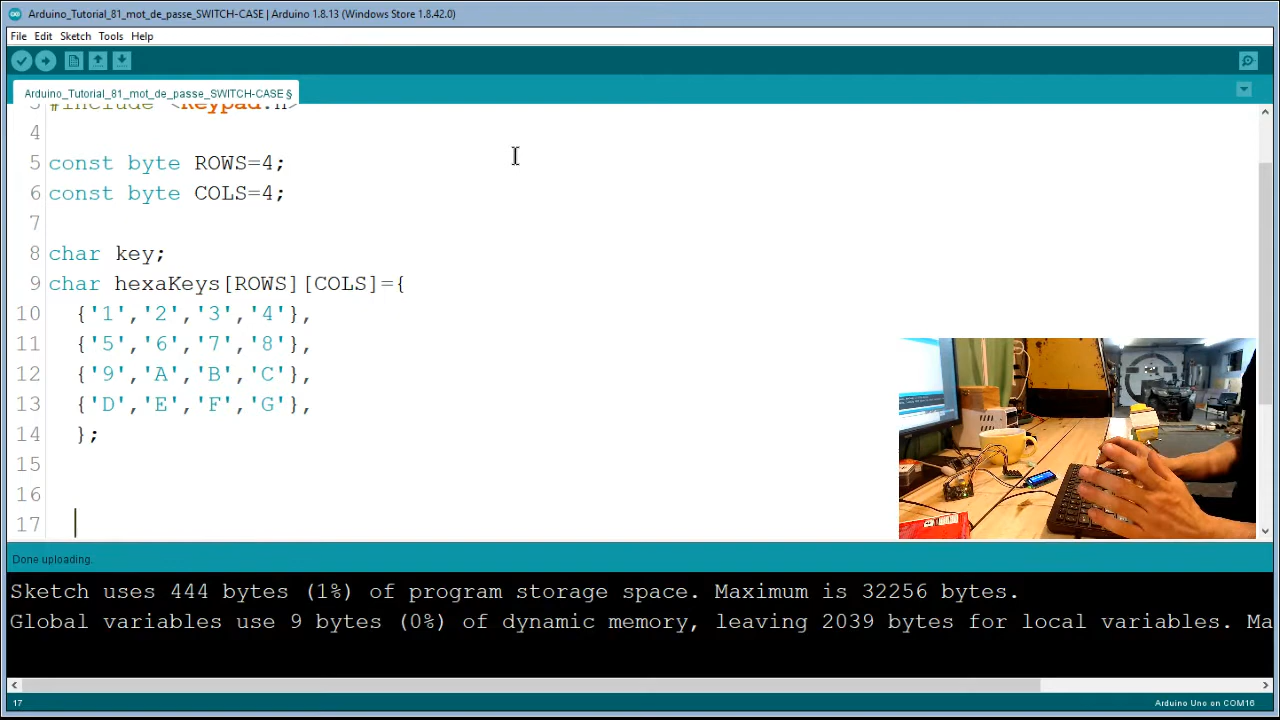 Arduino_Tutorial_81_mot_de_passe_SWITCH-CASE | Arduino 1.8.13 (Windows Store 1.8.42.0)
File Edit Sketch Tools Help
Arduino_Tutorial_81_mot_de_passe_SWITCH-CASE §
3 #include <Keypad.h>
4
5 const byte ROWS=4;
6 const byte COLS=4;
7
8 char key;
9 char hexaKeys[ROWS][COLS]={
10 {'1','2','3','4'},
11 {'5','6','7','8'},
12 {'9','A','B','C'},
13 {'D','E','F','G'},
14 };
15
16
17
Done uploading.
Sketch uses 444 bytes (1%) of program storage space. Maximum is 32256 bytes.
Global variables use 9 bytes (0%) of dynamic memory, leaving 2039 bytes for local variables. Ma
17
Arduino Uno on COM16